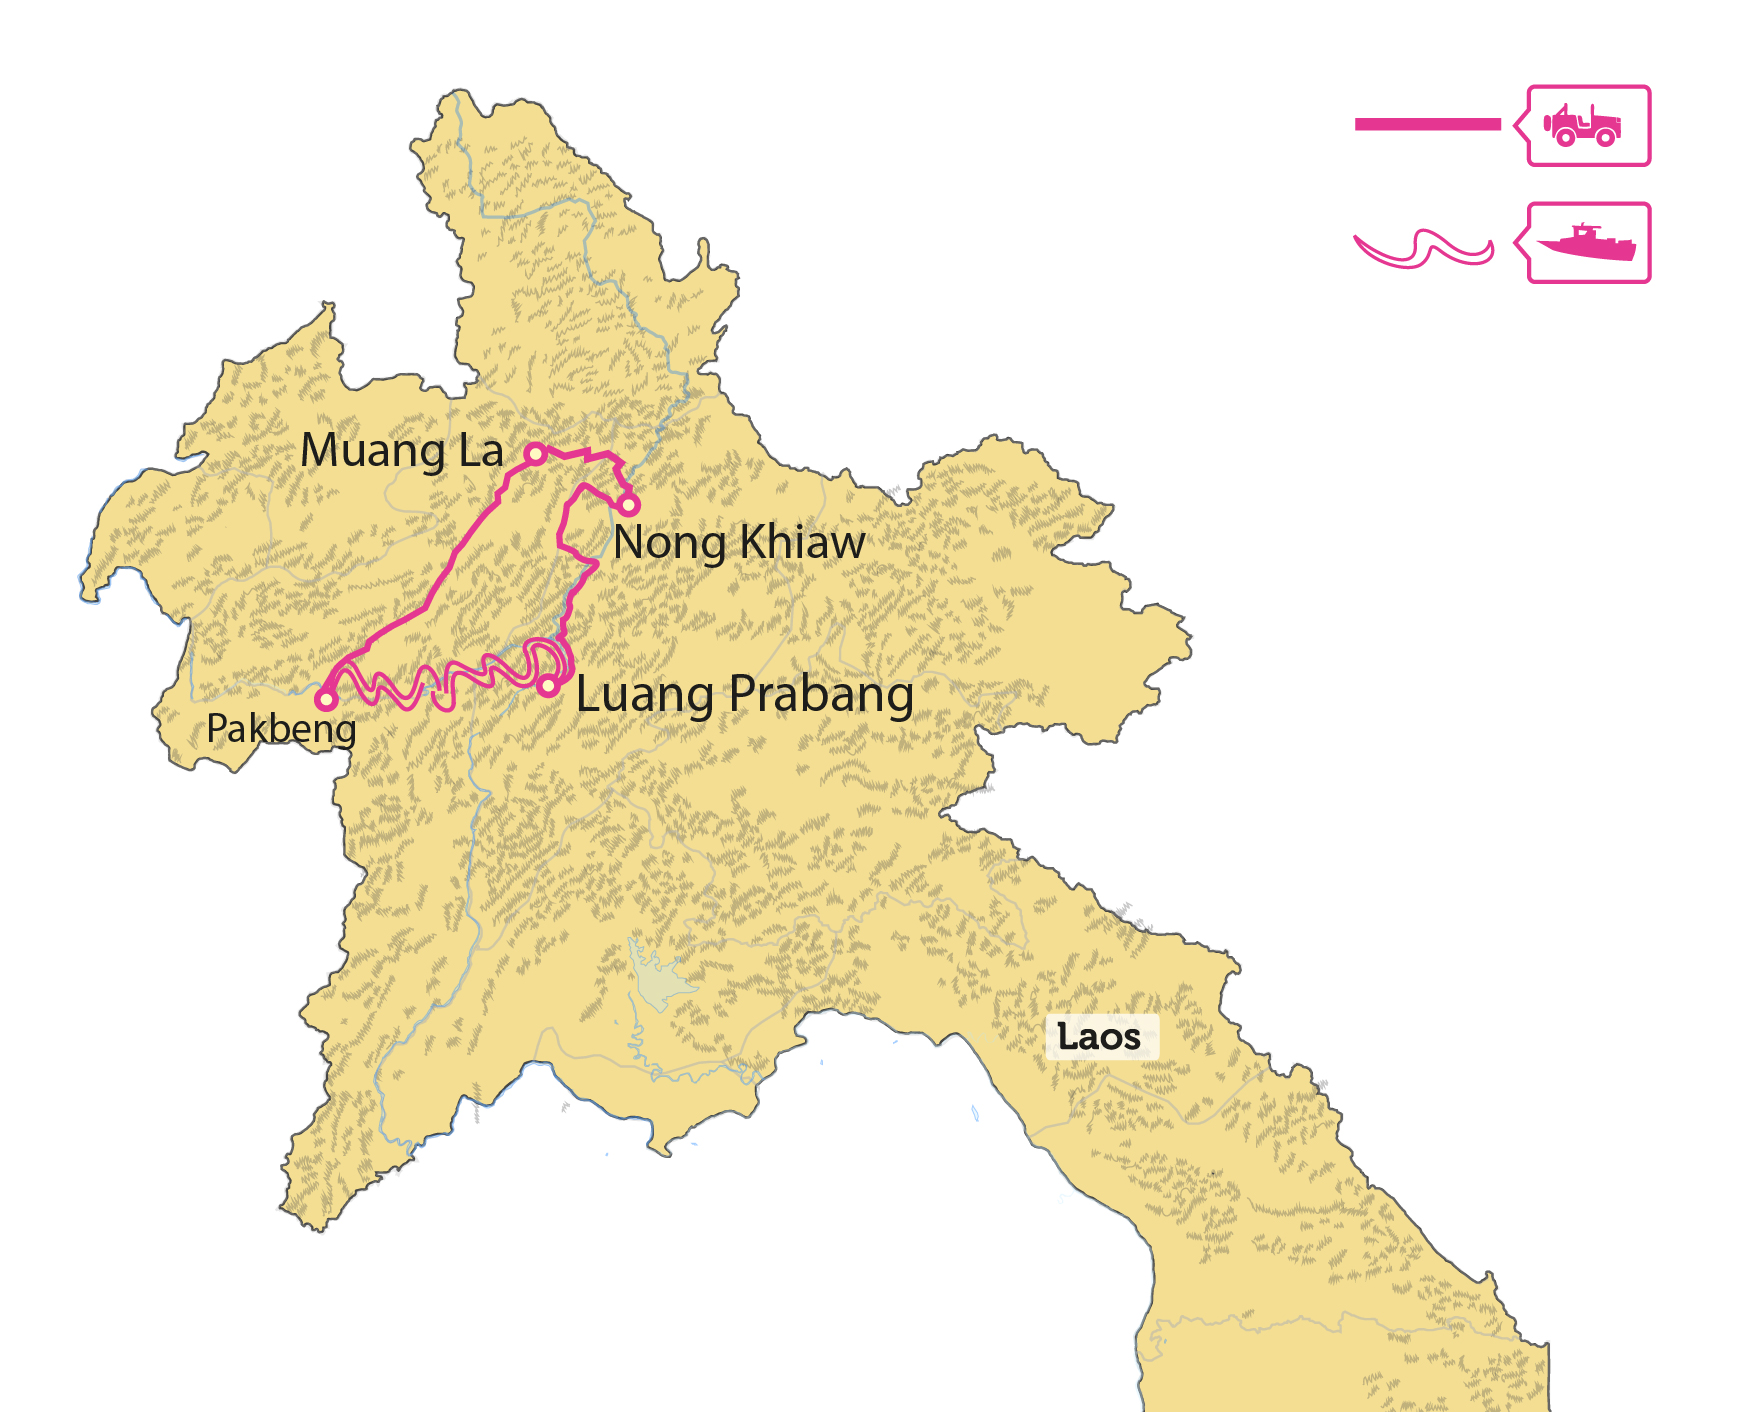 Muang La
Nong Khiaw
Luang Prabang
Pakbeng
Laos